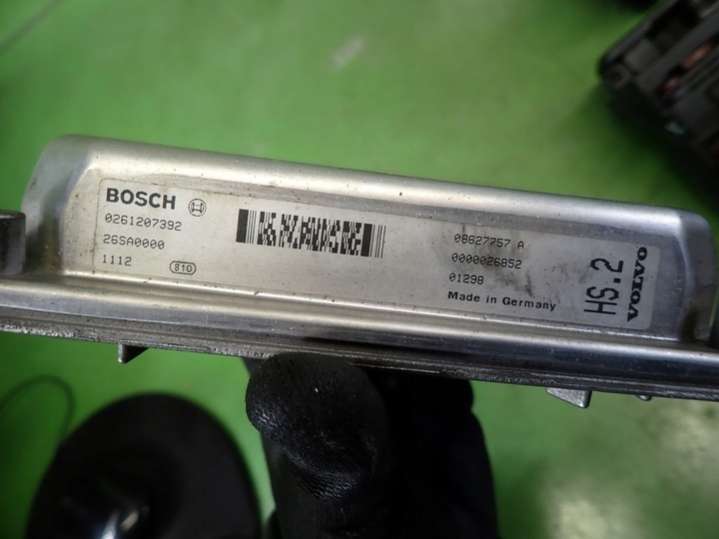 BOSCH
0261207392
26SA0000
1112 810
08627757 A
0000026852
01298
Made in Germany
HS.2
VOLVO